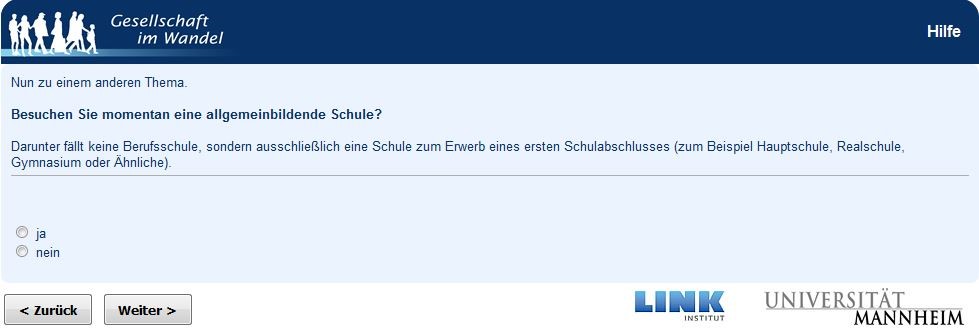 Gesellschaft
im Wandel
Hilfe
Nun zu einem anderen Thema.
Besuchen Sie momentan eine allgemeinbildende Schule?
Darunter fällt keine Berufsschule, sondern ausschließlich eine Schule zum Erwerb eines ersten Schulabschlusses (zum Beispiel Hauptschule, Realschule,
Gymnasium oder Ähnliche).
ja
nein
< Zurück
Weiter >
LINK
INSTITUT
UNIVERSITÄT
MANNHEIM